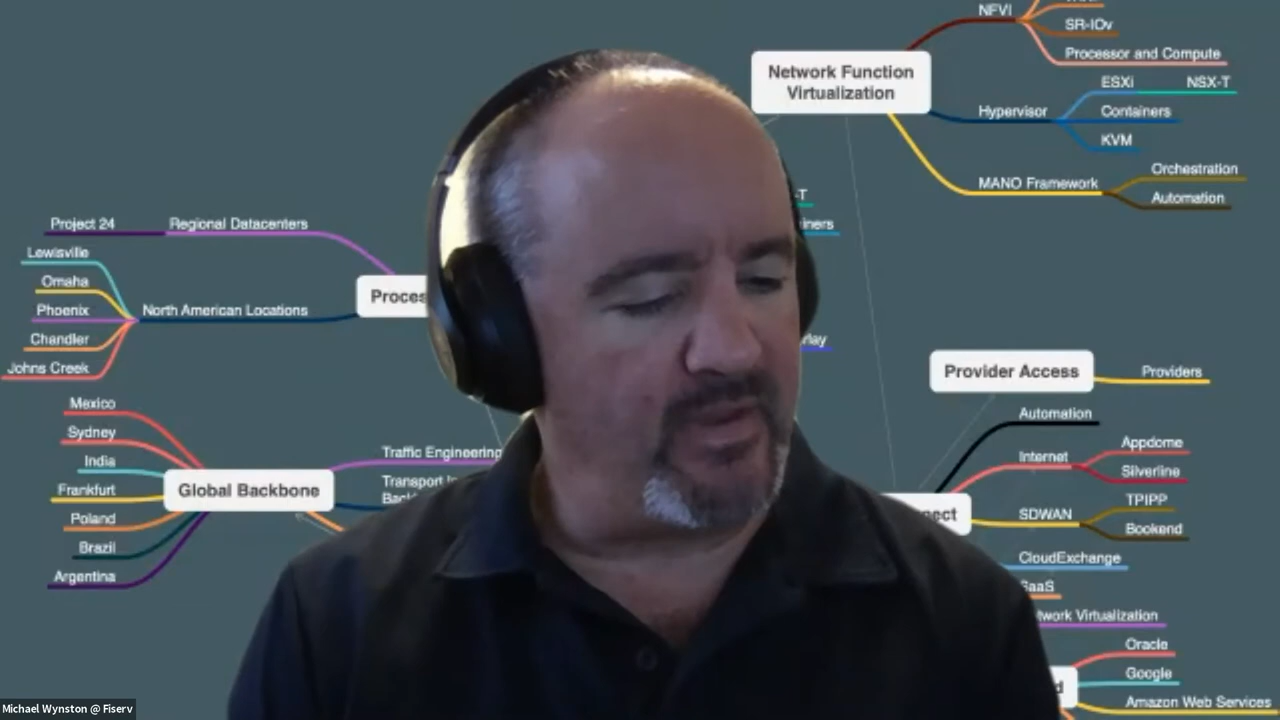 NFVI
SR-IOv
Processor and Compute
Network Function
Virtualization
ESXi
NSX-T
Hypervisor
Containers
KVM
MANO Framework
Orchestration
Automation
Project 24
Regional Datacenters
Lewisville
Omaha
Phoenix
North American Locations
Chandler
Johns Creek
Provider Access
Providers
Mexico
Sydney
India
Frankfurt
Global Backbone
Poland
Brazil
Argentina
Traffic Engineering
Automation
Internet
Appdome
Silverline
SDWAN
TPIPP
Bookend
CloudExchange
SaaS
Oracle
Google
Amazon Web Services
Michael Wynston @ Fiserv